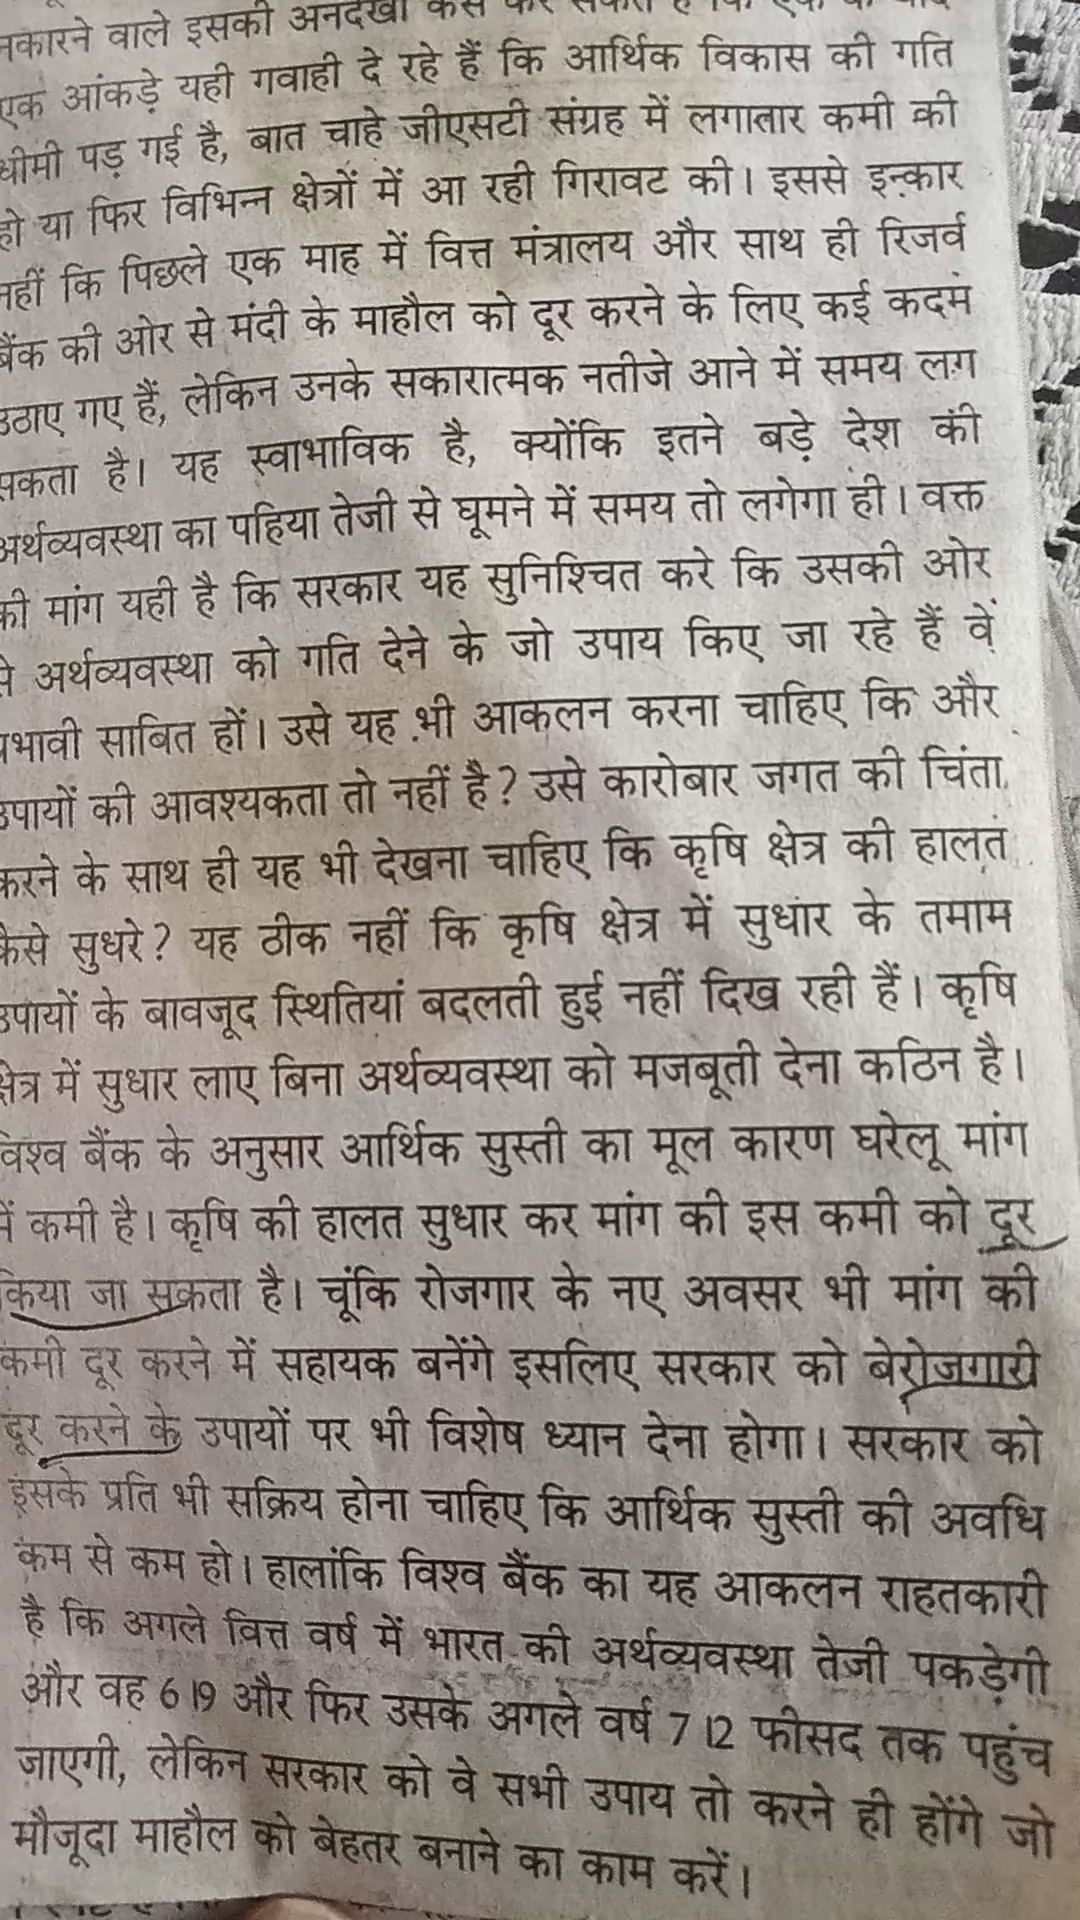 नकारने वाले इसकी अनदेखी कैसे कर सकते हैं कि एक के बाद
एक आंकड़े यही गवाही दे रहे हैं कि आर्थिक विकास की गति
धीमी पड़ गई है, बात चाहे जीएसटी संग्रह में लगातार कमी की
हो या फिर विभिन्न क्षेत्रों में आ रही गिरावट की। इससे इन्कार
नहीं कि पिछले एक माह में वित्त मंत्रालय और साथ ही रिजर्व
बैंक की ओर से मंदी के माहौल को दूर करने के लिए कई कदम
उठाए गए हैं, लेकिन उनके सकारात्मक नतीजे आने में समय लग
सकता है। यह स्वाभाविक है, क्योंकि इतने बड़े देश की
अर्थव्यवस्था का पहिया तेजी से घूमने में समय तो लगेगा ही। वक्त
की मांग यही है कि सरकार यह सुनिश्चित करे कि उसकी ओर
से अर्थव्यवस्था को गति देने के जो उपाय किए जा रहे हैं वे
प्रभावी साबित हों। उसे यह भी आकलन करना चाहिए कि और
उपायों की आवश्यकता तो नहीं है? उसे कारोबार जगत की चिंता
करने के साथ ही यह भी देखना चाहिए कि कृषि क्षेत्र की हालत
कैसे सुधरे? यह ठीक नहीं कि कृषि क्षेत्र में सुधार के तमाम
उपायों के बावजूद स्थितियां बदलती हुई नहीं दिख रही हैं। कृषि
क्षेत्र में सुधार लाए बिना अर्थव्यवस्था को मजबूती देना कठिन है।
विश्व बैंक के अनुसार आर्थिक सुस्ती का मूल कारण घरेलू मांग
में कमी है। कृषि की हालत सुधार कर मांग की इस कमी को दूर
किया जा सकता है। चूंकि रोजगार के नए अवसर भी मांग की
कमी दूर करने में सहायक बनेंगे इसलिए सरकार को बेरोजगारी
दूर करने के उपायों पर भी विशेष ध्यान देना होगा। सरकार को
इसके प्रति भी सक्रिय होना चाहिए कि आर्थिक सुस्ती की अवधि
कम से कम हो। हालांकि विश्व बैंक का यह आकलन राहतकारी
है कि अगले वित्त वर्ष में भारत की अर्थव्यवस्था तेजी पकड़ेगी
और वह 6।9 और फिर उसके अगले वर्ष 7।2 फीसद तक पहुंच
जाएगी, लेकिन सरकार को वे सभी उपाय तो करने ही होंगे जो
मौजूदा माहौल को बेहतर बनाने का काम करें।